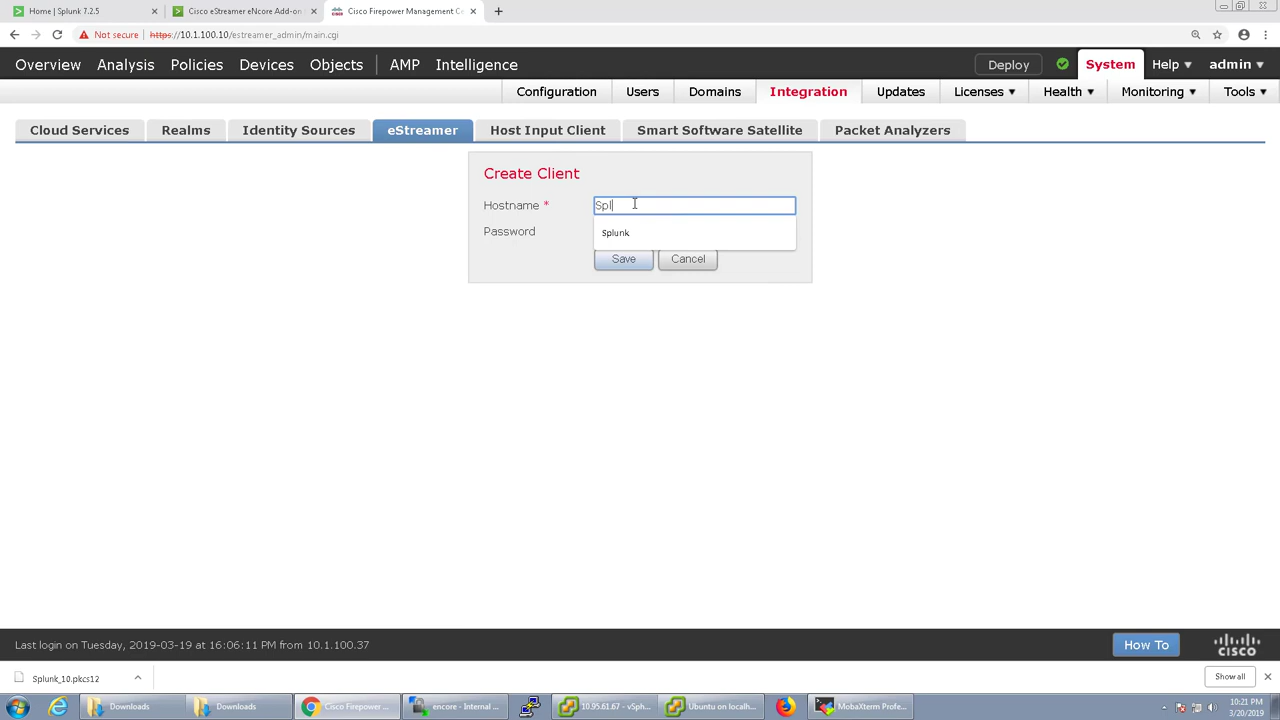 Home | Splunk 7.2.5
Cisco eStreamer eNcore Add-on
Cisco Firepower Management Ce
Not secure | https://10.1.100.10/estreamer_admin/main.cgi
Overview Analysis Policies Devices Objects AMP Intelligence Deploy System Help admin
Configuration Users Domains Integration Updates Licenses Health Monitoring Tools
Cloud Services Realms Identity Sources eStreamer Host Input Client Smart Software Satellite Packet Analyzers
Create Client
Hostname * Spl
Splunk
Password
Save Cancel
Last login on Tuesday, 2019-03-19 at 16:06:11 PM from 10.1.100.37
How To
cisco
Splunk_10.pkcs12
Show all
Downloads Downloads Cisco Firepower ... encore - Internal ... 10.95.61.67 - vSph... Ubuntu on localh... MobaXterm Profe...
10:21 PM
3/20/2019